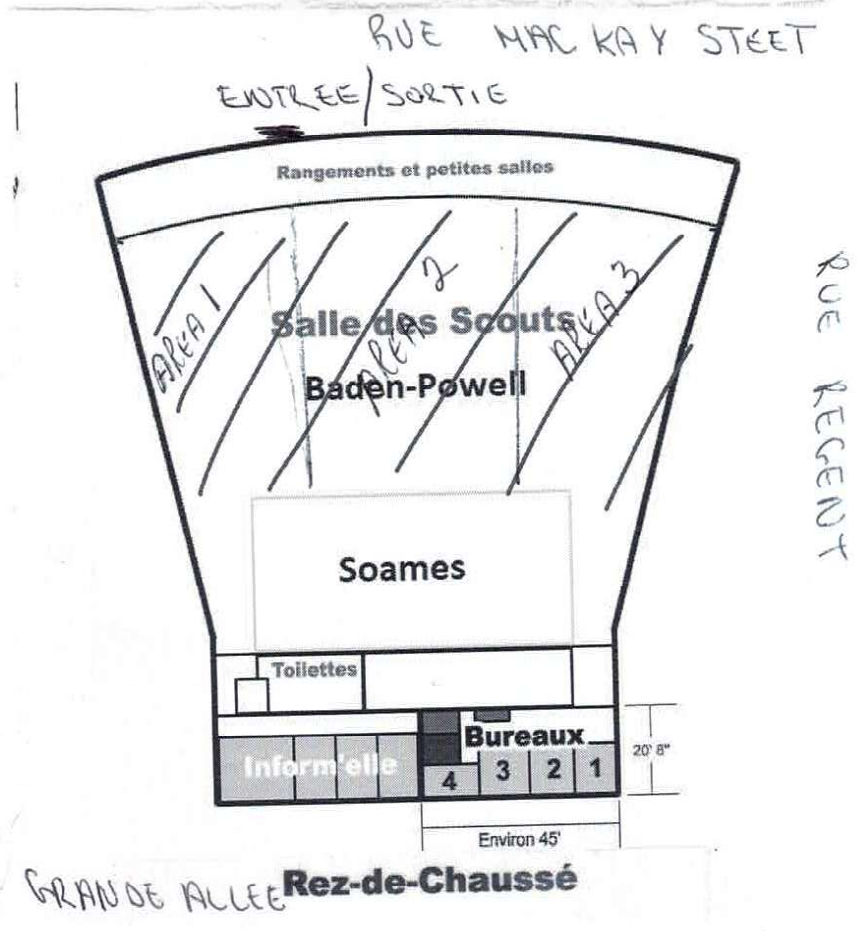 RUE MAC KAY STEET
ENTREE/SORTIE
Rangements et petites salles
AREA 1
AREA 2
AREA 3
Salle des Scouts
Baden-Powell
RUE REGENT
Soames
Toilettes
Bureaux
Inform'elle
4 3 2 1
20' 8"
Environ 45'
GRANDE ALLEE
Rez-de-Chaussé